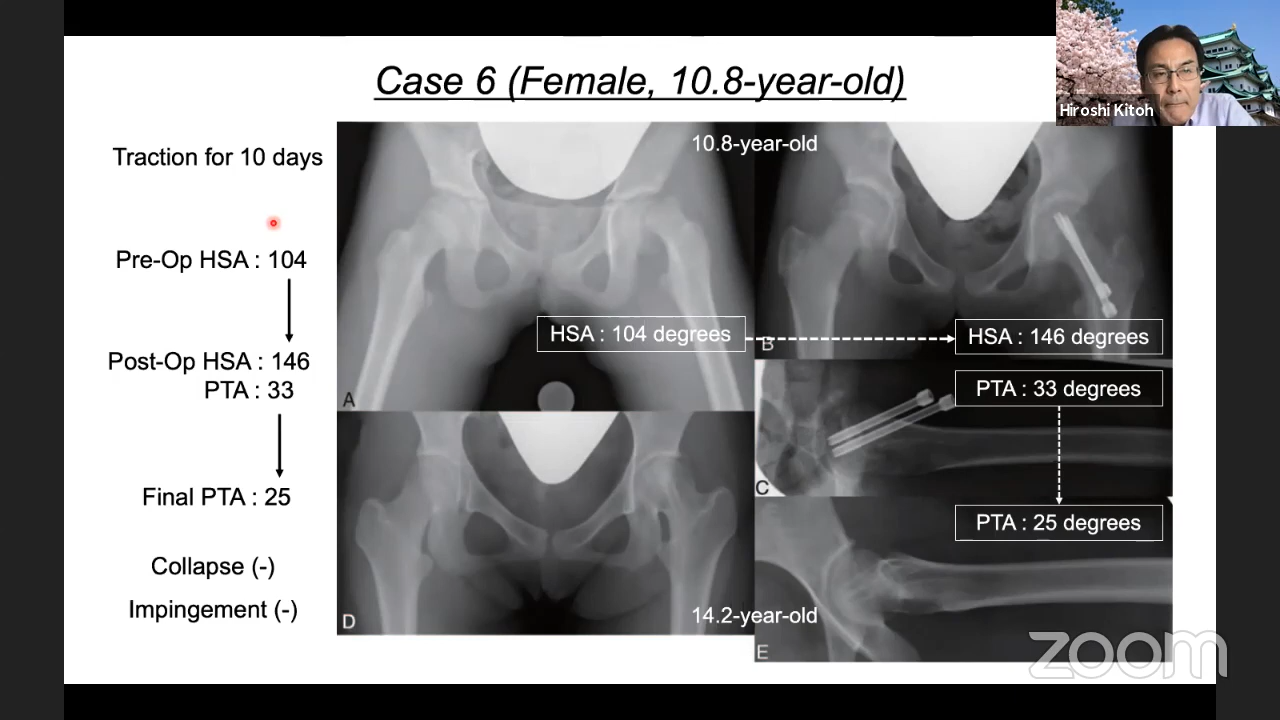 Case 6 (Female, 10.8-year-old)
Hiroshi Kitoh
Traction for 10 days
Pre-Op HSA : 104
Post-Op HSA : 146
PTA : 33
Final PTA : 25
Collapse (-)
Impingement (-)
10.8-year-old
HSA : 104 degrees
HSA : 146 degrees
A
B
PTA : 33 degrees
C
PTA : 25 degrees
14.2-year-old
D
E
zoom